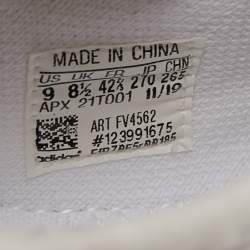 MADE IN CHINA
US UK FR JP CHN
9 8½ 42⅔ 270 265
APX 21T001 11/19
ART FV4562
#123991675
adidas